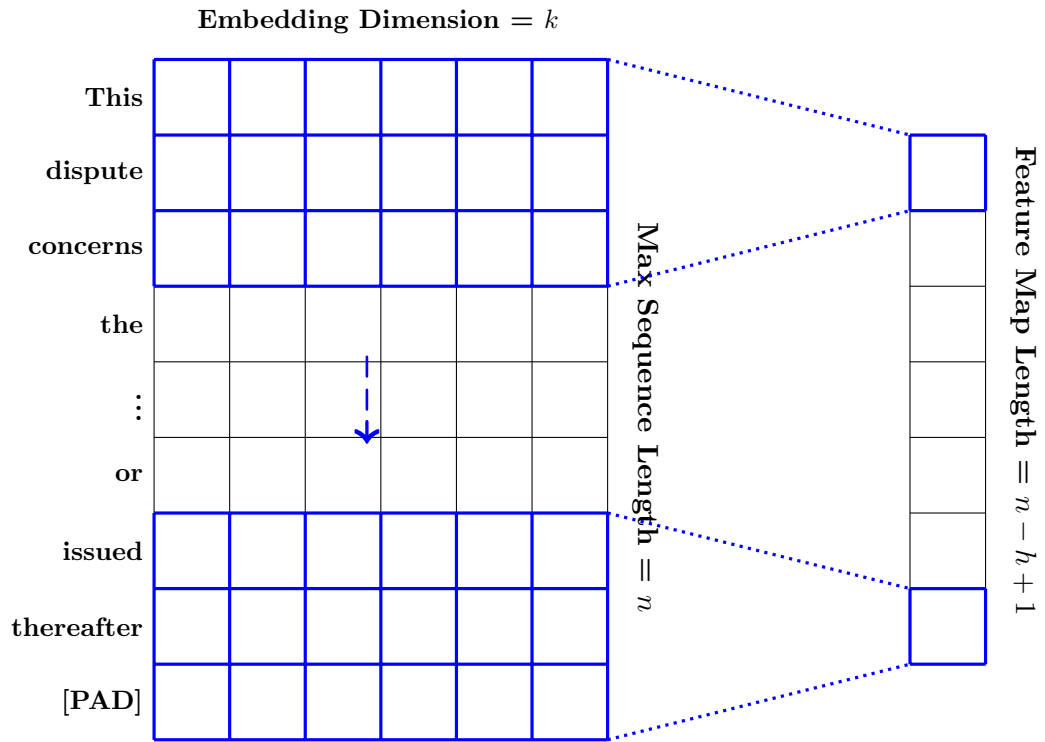 Embedding Dimension = k
This
dispute
concerns
the
⋮
or
issued
thereafter
[PAD]
Max Sequence Length = n
Feature Map Length = n − h + 1